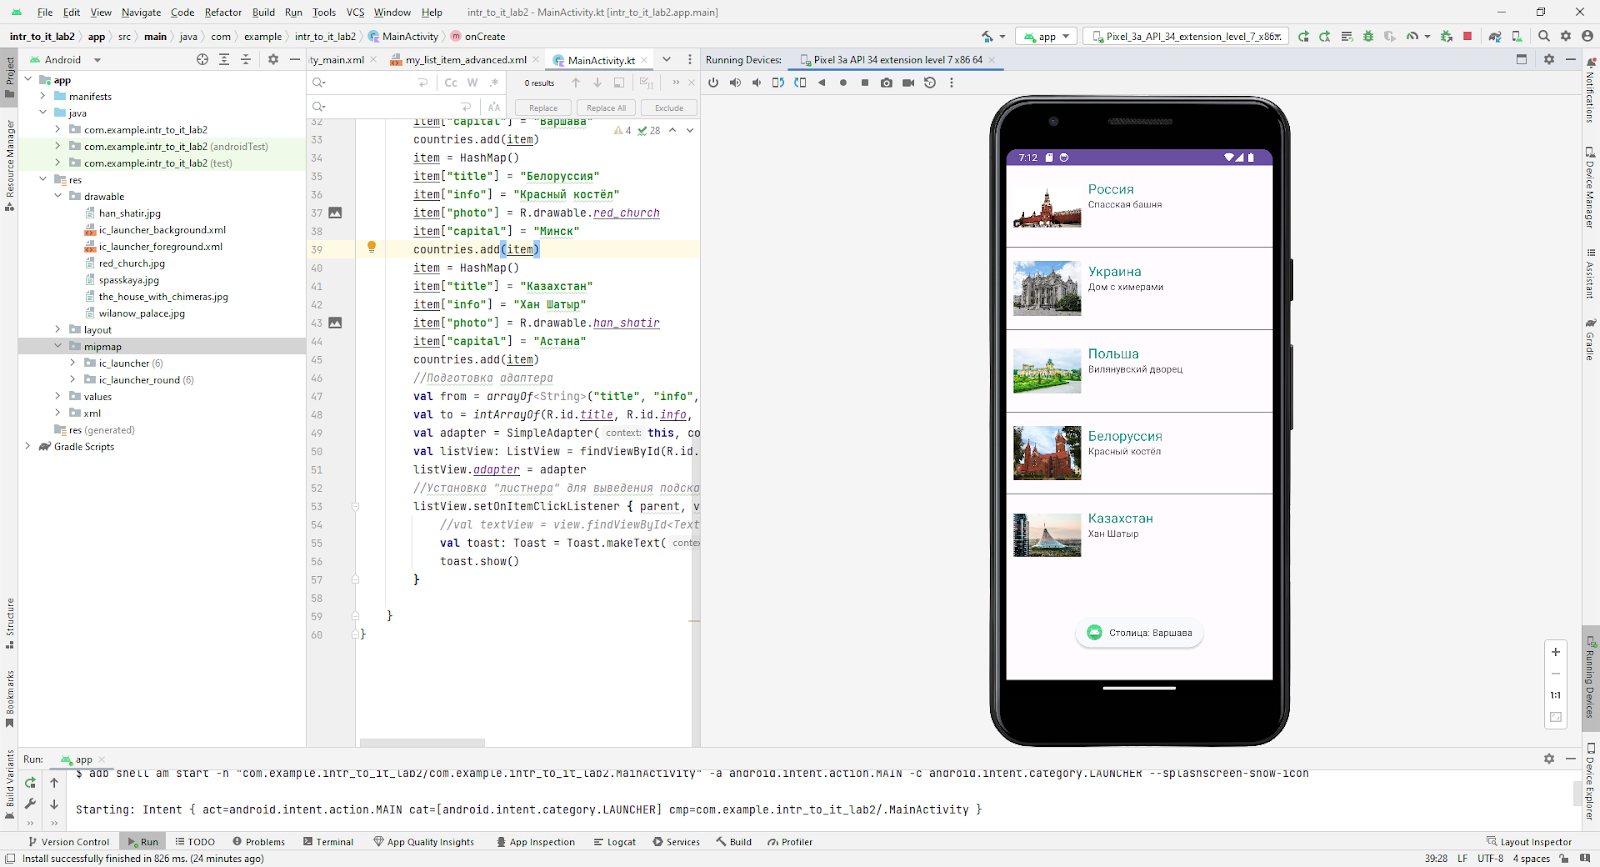 File Edit View Navigate Code Refactor Build Run Tools VCS Window Help intr_to_it_lab2 - MainActivity.kt [intr_to_it_lab2.app.main]
intr_to_it_lab2 app src main java com example intr_to_it_lab2 MainActivity onCreate app Pixel_3a_API_34_extension_level_7_x86
Android ty_main.xml my_list_item_advanced.xml MainActivity.kt Running Devices: Pixel 3a API 34 extension level 7 x86 64
Project
Resource Manager
Structure
Bookmarks
Build Variants
app
manifests
java
com.example.intr_to_it_lab2
com.example.intr_to_it_lab2 (androidTest)
com.example.intr_to_it_lab2 (test)
res
drawable
han_shatir.jpg
ic_launcher_background.xml
ic_launcher_foreground.xml
red_church.jpg
spasskaya.jpg
the_house_with_chimeras.jpg
wilanow_palace.jpg
layout
mipmap
ic_launcher (6)
ic_launcher_round (6)
values
xml
res (generated)
Gradle Scripts
Cc W .* 0 results
Replace Replace All Exclude
4 28
32 item["capital"] = "Варшава"
33 countries.add(item)
34 item = HashMap()
35 item["title"] = "Белоруссия"
36 item["info"] = "Красный костёл"
37 item["photo"] = R.drawable.red_church
38 item["capital"] = "Минск"
39 countries.add(item)
40 item = HashMap()
41 item["title"] = "Казахстан"
42 item["info"] = "Хан Шатыр"
43 item["photo"] = R.drawable.han_shatir
44 item["capital"] = "Астана"
45 countries.add(item)
46 //Подготовка адаптера
47 val from = arrayOf<String>("title", "info",
48 val to = intArrayOf(R.id.title, R.id.info,
49 val adapter = SimpleAdapter( context: this, co
50 val listView: ListView = findViewById(R.id.
51 listView.adapter = adapter
52 //Установка "листнера" для выведения подска
53 listView.setOnItemClickListener { parent, v
54 //val textView = view.findViewById<Text
55 val toast: Toast = Toast.makeText( conte
56 toast.show()
57 }
58
59 }
60 }
7:12
Россия
Спасская башня
Украина
Дом с химерами
Польша
Вилянувский дворец
Белоруссия
Красный костёл
Казахстан
Хан Шатыр
Столица: Варшава
1:1
Notifications
Device Manager
Assistant
Gradle
Running Devices
Device Explorer
Run: app
$ adb shell am start -n "com.example.intr_to_it_lab2/com.example.intr_to_it_lab2.MainActivity" -a android.intent.action.MAIN -c android.intent.category.LAUNCHER --splashscreen-show-icon
Starting: Intent { act=android.intent.action.MAIN cat=[android.intent.category.LAUNCHER] cmp=com.example.intr_to_it_lab2/.MainActivity }
Version Control Run TODO Problems Terminal App Quality Insights App Inspection Logcat Services Build Profiler Layout Inspector
Install successfully finished in 826 ms. (24 minutes ago) 39:28 LF UTF-8 4 spaces